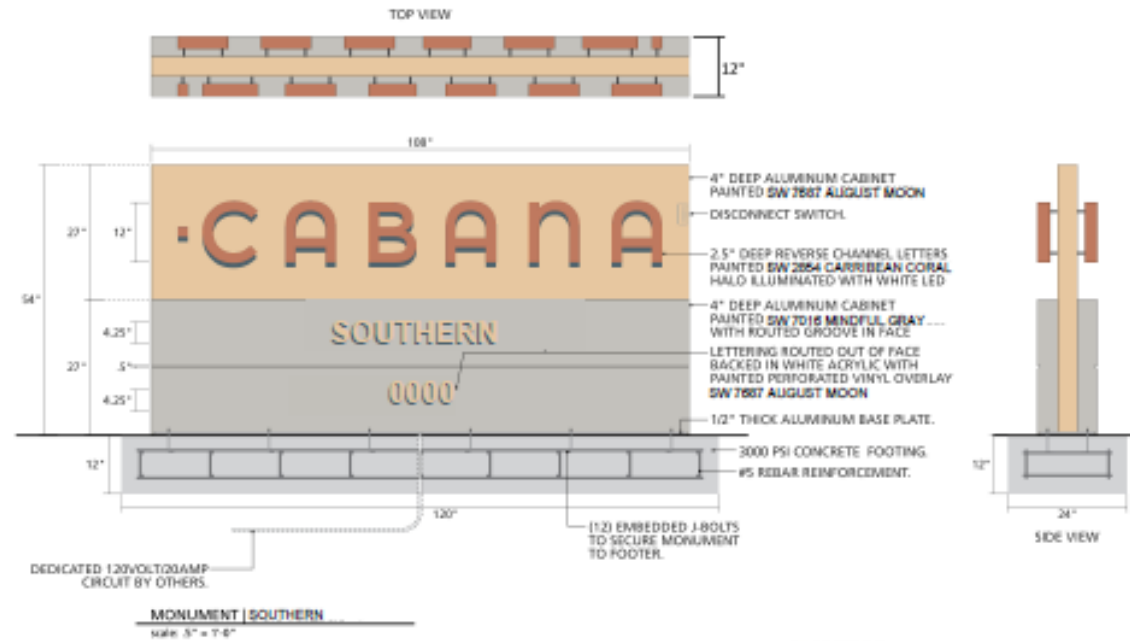 TOP VIEW
12"
108"
54"
27"
12"
4" DEEP ALUMINUM CABINET
PAINTED SW 7687 AUGUST MOON
DISCONNECT SWITCH.
·CABANA
2.5" DEEP REVERSE CHANNEL LETTERS
PAINTED SW 2854 CARRIBEAN CORAL
HALO ILLUMINATED WITH WHITE LED
27"
4.25"
.5"
4.25"
SOUTHERN
0000
4" DEEP ALUMINUM CABINET
PAINTED SW 7016 MINDFUL GRAY
WITH ROUTED GROOVE IN FACE
LETTERING ROUTED OUT OF FACE
BACKED IN WHITE ACRYLIC WITH
PAINTED PERFORATED VINYL OVERLAY
SW 7687 AUGUST MOON
1/2" THICK ALUMINUM BASE PLATE.
12"
3000 PSI CONCRETE FOOTING.
#5 REBAR REINFORCEMENT.
12"
120"
24"
(12) EMBEDDED J-BOLTS
TO SECURE MONUMENT
TO FOOTER.
SIDE VIEW
DEDICATED 120VOLT/20AMP
CIRCUIT BY OTHERS.
MONUMENT | SOUTHERN
scale: .5" = 1'-0"